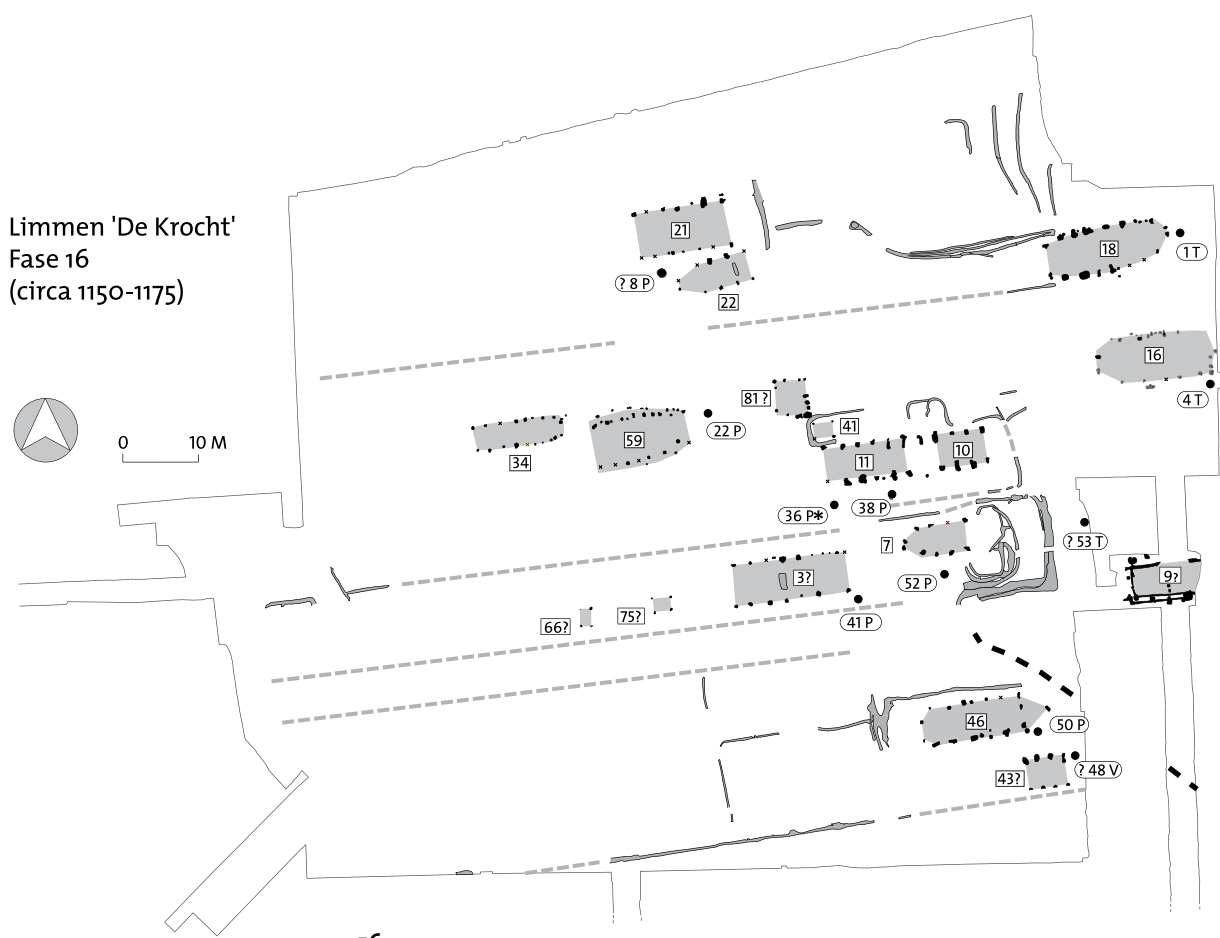 Limmen 'De Krocht'
Fase 16
(circa 1150-1175)
0 10 M
21
18
1 T
? 8 P
22
16
4 T
81 ?
22 P
41
59
34
11
10
36 P*
38 P
7
? 53 T
3?
52 P
9?
75?
66?
41 P
46
50 P
43?
? 48 V